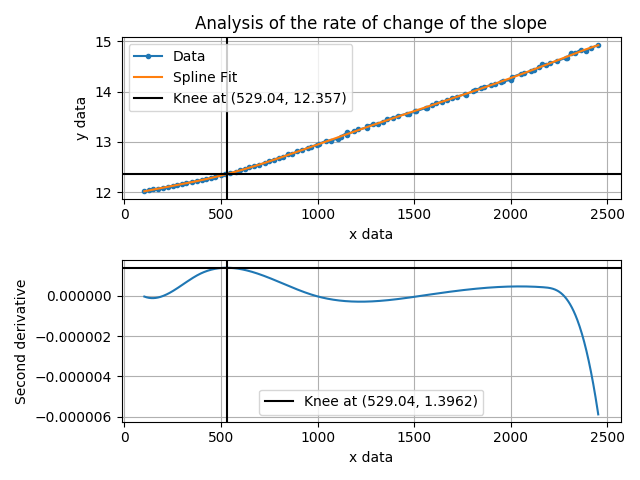 Analysis of the rate of change of the slope
15
14
13
12
y data
Data
Spline Fit
Knee at (529.04, 12.357)
0
500
1000
1500
2000
2500
x data
0.000000
−0.000002
−0.000004
−0.000006
Second derivative
Knee at (529.04, 1.3962)
0
500
1000
1500
2000
2500
x data